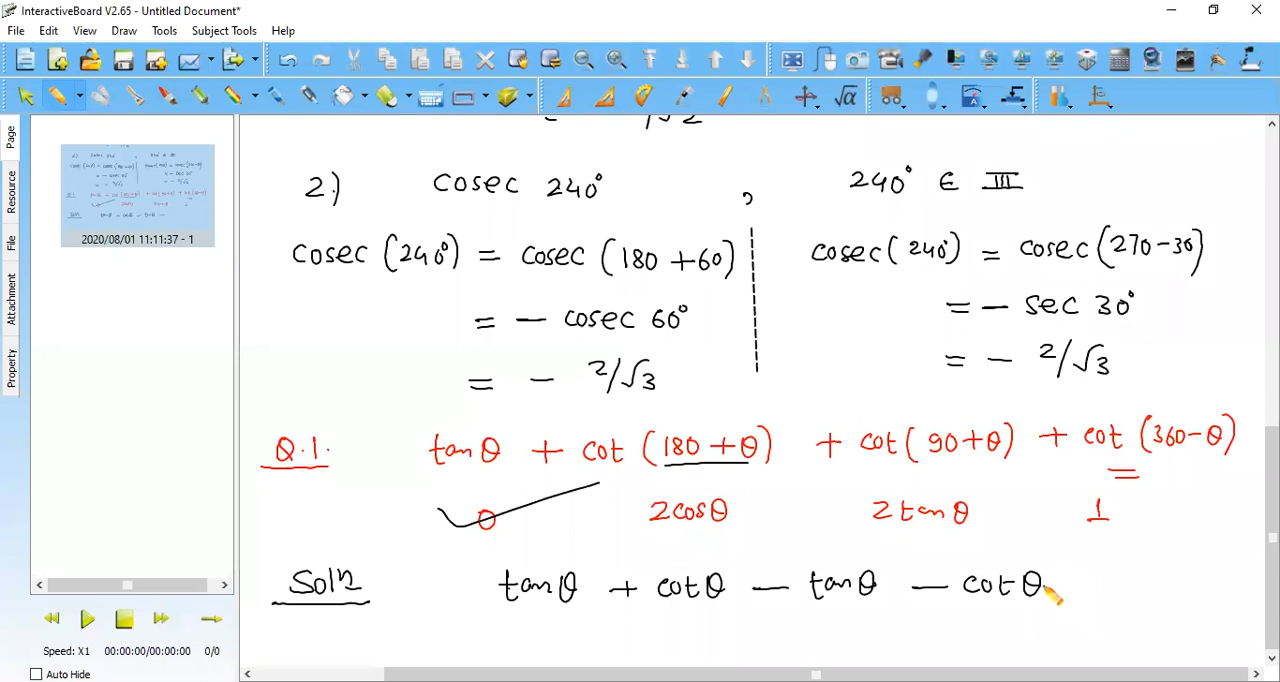 InteractiveBoard V2.65 - Untitled Document*
File Edit View Draw Tools Subject Tools Help
Page
Resource
File
Attachment
Property
2020/08/01 11:11:37 - 1
Speed: X1 00:00:00/00:00:00 0/0
Auto Hide
/√2
2.) cosec 240° , 240° ∈ III
cosec (240°) = cosec (180 + 60)
= - cosec 60°
= - 2/√3
cosec (240°) = cosec (270 - 30)
= - sec 30°
= - 2/√3
Q.1. tan θ + cot (180 + θ) + cot (90 + θ) + cot (360 - θ)
0 2cosθ 2tanθ 1
Solⁿ tan θ + cot θ - tan θ - cot θ